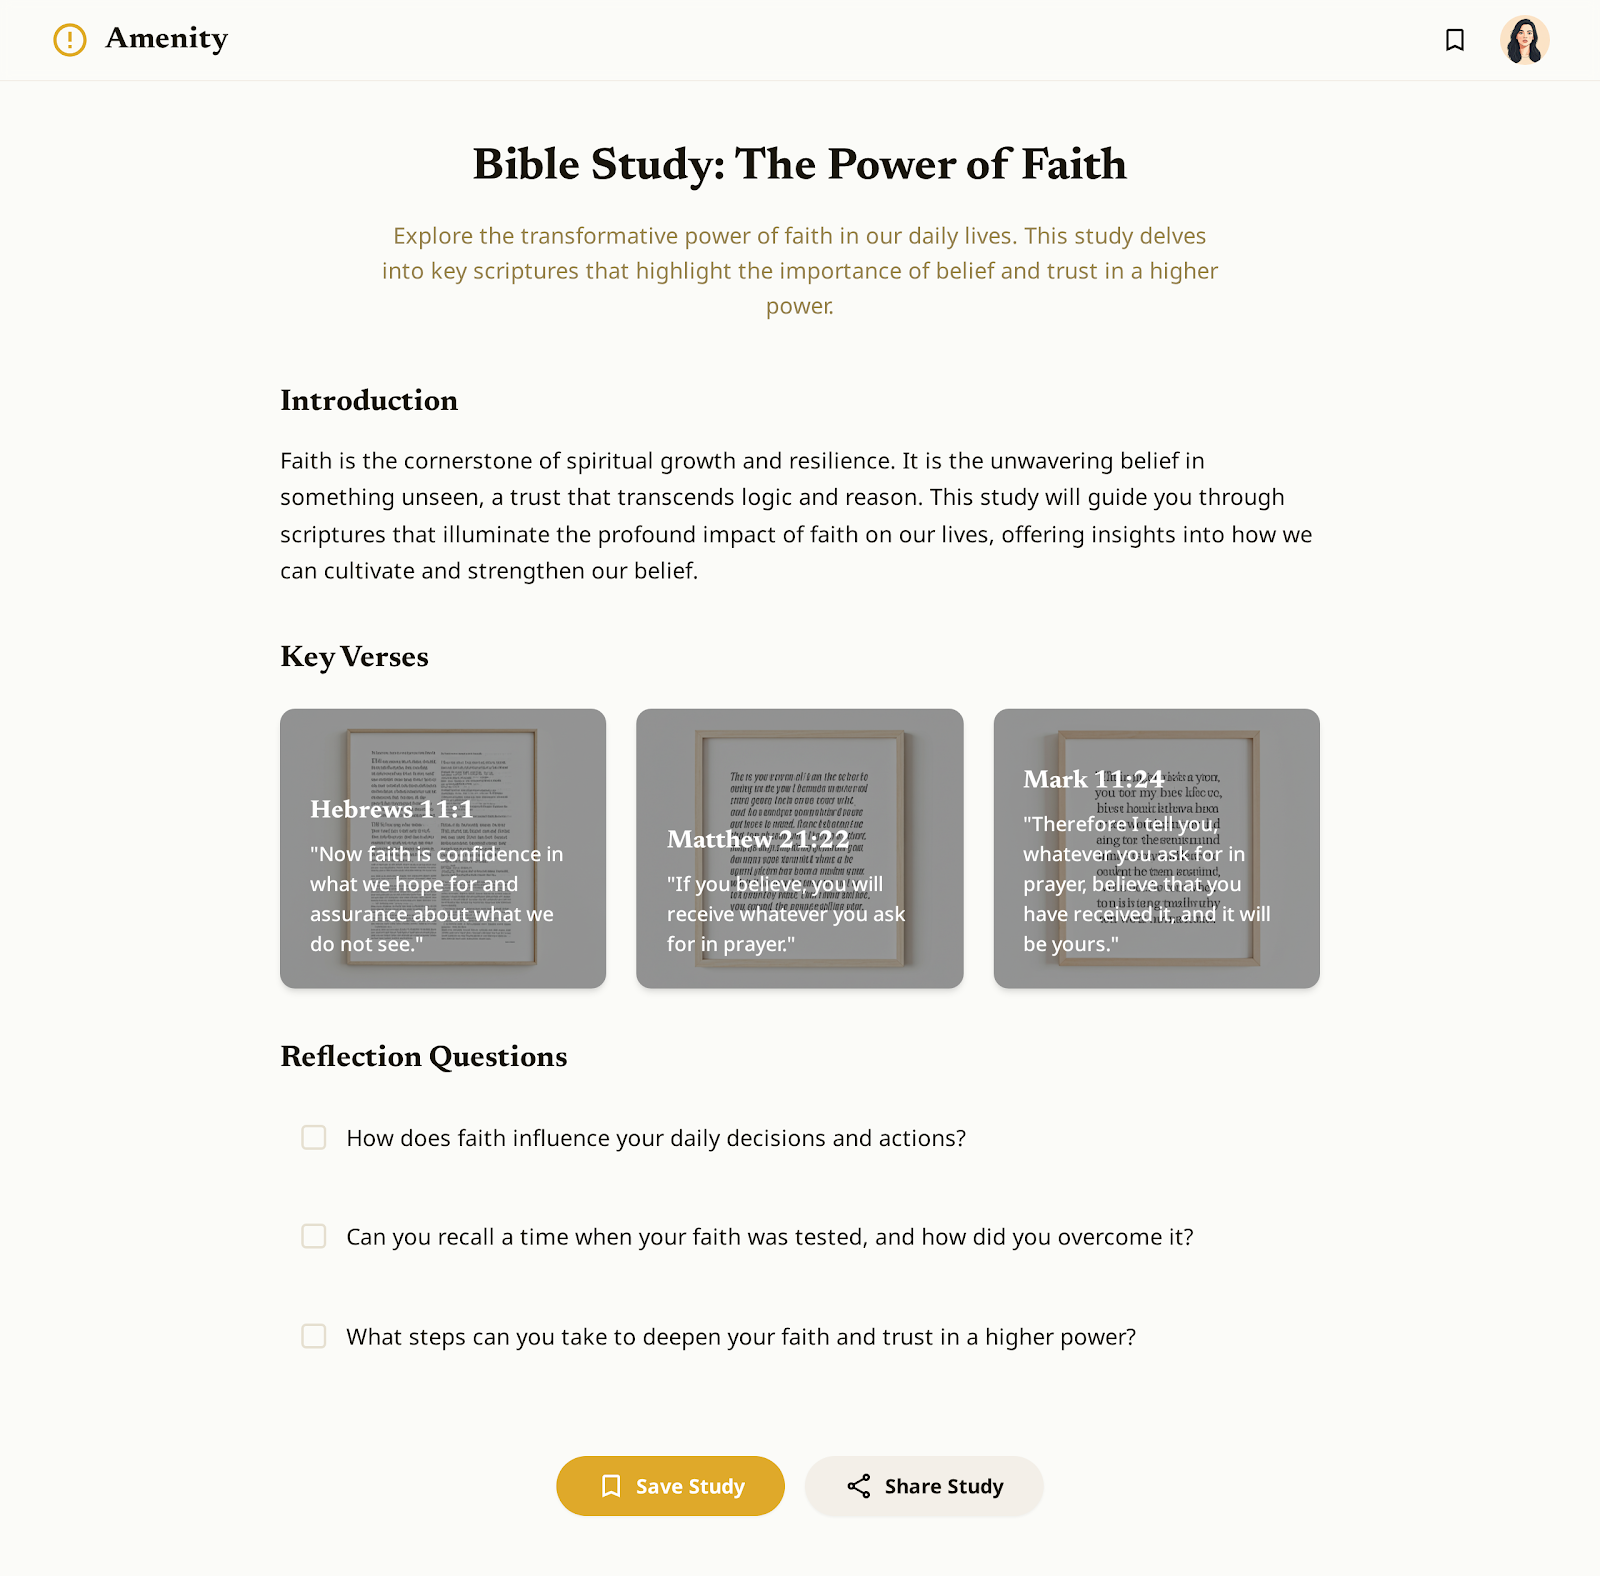 Amenity
Bible Study: The Power of Faith
Explore the transformative power of faith in our daily lives. This study delves
into key scriptures that highlight the importance of belief and trust in a higher
power.
Introduction
Faith is the cornerstone of spiritual growth and resilience. It is the unwavering belief in
something unseen, a trust that transcends logic and reason. This study will guide you through
scriptures that illuminate the profound impact of faith on our lives, offering insights into how we
can cultivate and strengthen our belief.
Key Verses
Hebrews 11:1
"Now faith is confidence in
what we hope for and
assurance about what we
do not see."
Matthew 21:22
"If you believe, you will
receive whatever you ask
for in prayer."
Mark 11:24
"Therefore I tell you,
whatever you ask for in
prayer, believe that you
have received it, and it will
be yours."
Reflection Questions
How does faith influence your daily decisions and actions?
Can you recall a time when your faith was tested, and how did you overcome it?
What steps can you take to deepen your faith and trust in a higher power?
Save Study
Share Study